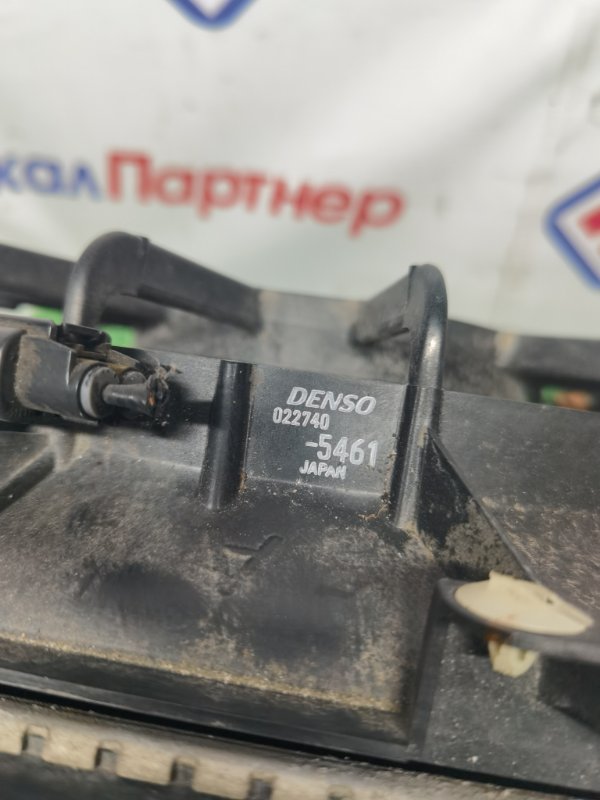 калПартнер
DENSO
022740
-5461
JAPAN